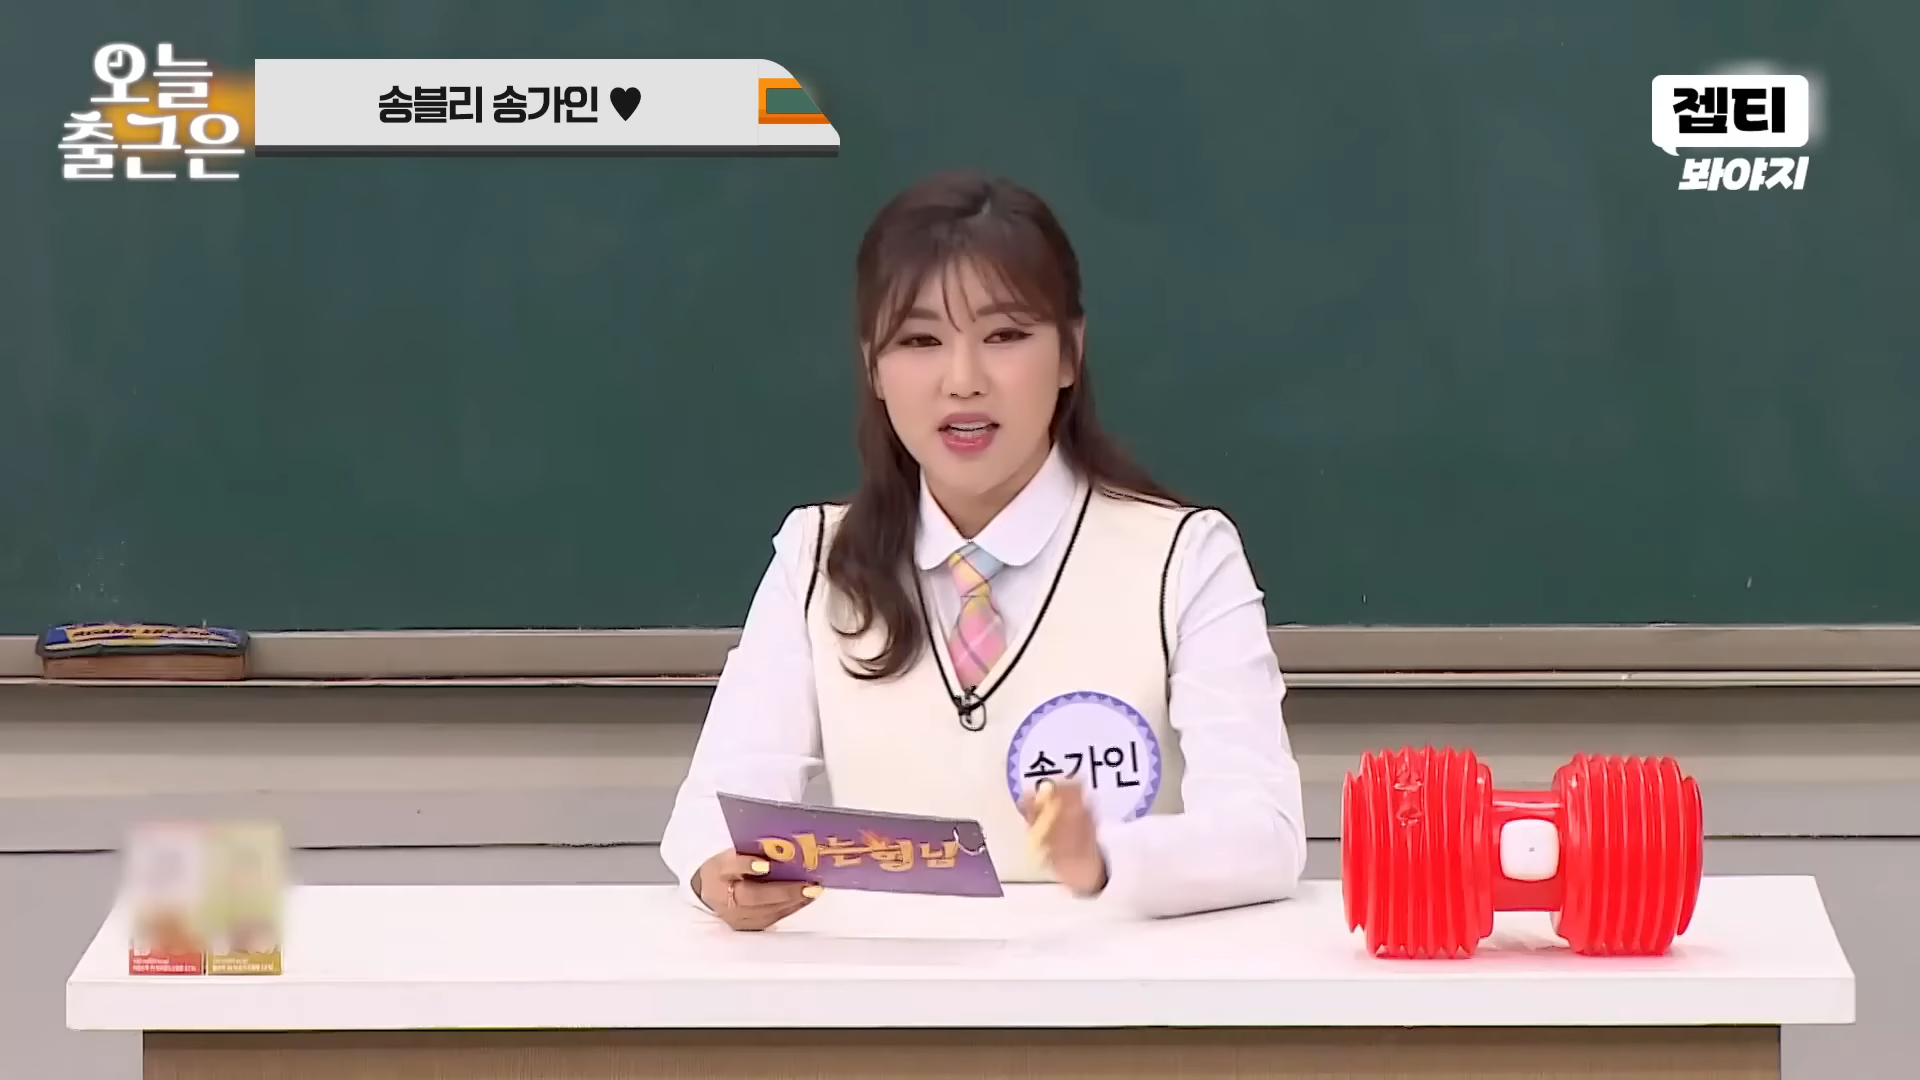 오늘
출근은
송블리 송가인 ♥
젭티
봐야지
송가인
아는형님